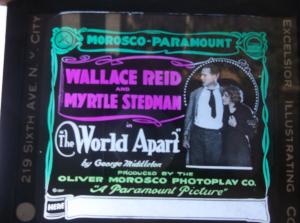 MOROSCO-PARAMOUNT
WALLACE REID
AND
MYRTLE STEDMAN
in
"The World Apart"
by George Middleton
PRODUCED BY THE
OLIVER MOROSCO PHOTOPLAY CO.
"A Paramount Picture"
HERE
219 SIXTH AVE. N.Y. CITY
EXCELSIOR ILLUSTRATING